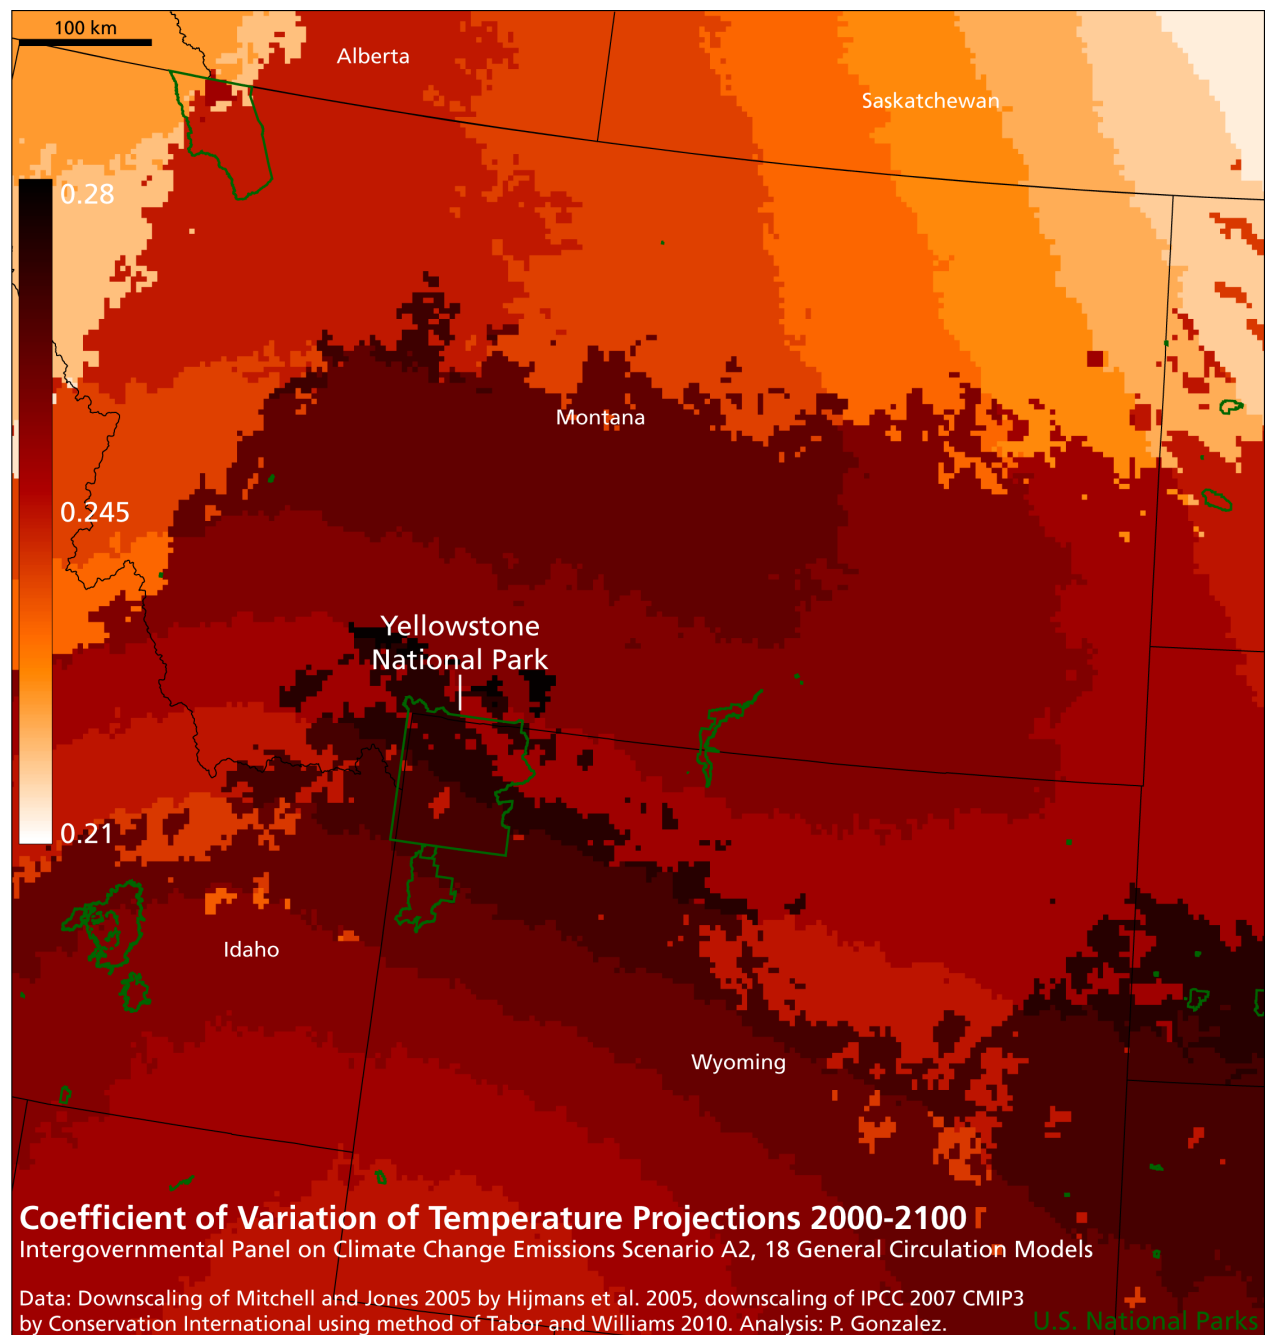 100 km
Alberta
Saskatchewan
0.28
Montana
0.245
Yellowstone
National Park
0.21
Idaho
Wyoming
Coefficient of Variation of Temperature Projections 2000-2100
Intergovernmental Panel on Climate Change Emissions Scenario A2, 18 General Circulation Models
Data: Downscaling of Mitchell and Jones 2005 by Hijmans et al. 2005, downscaling of IPCC 2007 CMIP3
by Conservation International using method of Tabor and Williams 2010. Analysis: P. Gonzalez.
U.S. National Parks